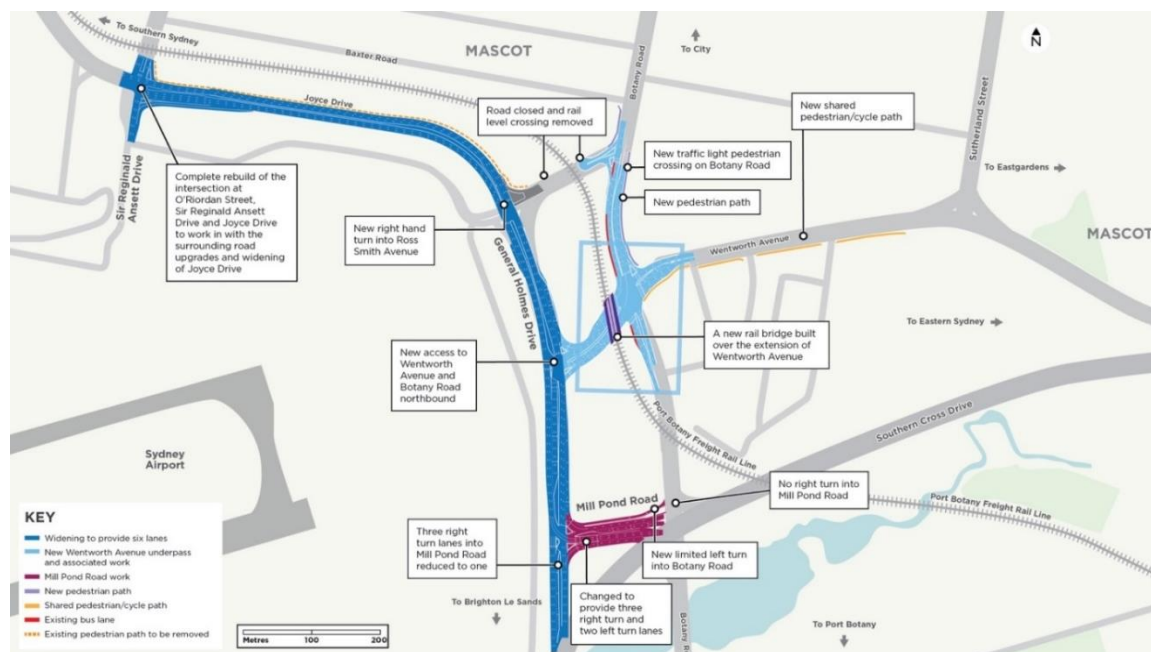 To Southern Sydney
MASCOT
Baxter Road
To City
N
Botany Road
Joyce Drive
Road closed and rail
level crossing removed
New shared
pedestrian/cycle path
Sutherland Street
To Eastgardens
New traffic light pedestrian
crossing on Botany Road
New pedestrian path
Sir Reginald
Ansett Drive
Complete rebuild of the
intersection at
O'Riordan Street,
Sir Reginald Ansett
Drive and Joyce Drive
to work in with the
surrounding road
upgrades and widening
of Joyce Drive
New right hand
turn into Ross
Smith Avenue
General Holmes Drive
Wentworth Avenue
MASCOT
To Eastern Sydney
A new rail bridge built
over the extension of
Wentworth Avenue
New access to
Wentworth
Avenue and
Botany Road
northbound
Port Botany Freight Rail Line
Southern Cross Drive
Sydney
Airport
Mill Pond Road
No right turn into
Mill Pond Road
Port Botany Freight Rail Line
Three right
turn lanes into
Mill Pond Road
reduced to one
New limited left turn
into Botany Road
Changed to
provide three
right turn and
two left turn lanes
To Brighton Le Sands
Botany R
To Port Botany
KEY
Widening to provide six lanes
New Wentworth Avenue underpass
and associated work
Mill Pond Road work
New pedestrian path
Shared pedestrian/cycle path
Existing bus lane
Existing pedestrian path to be removed
Metres 100 200